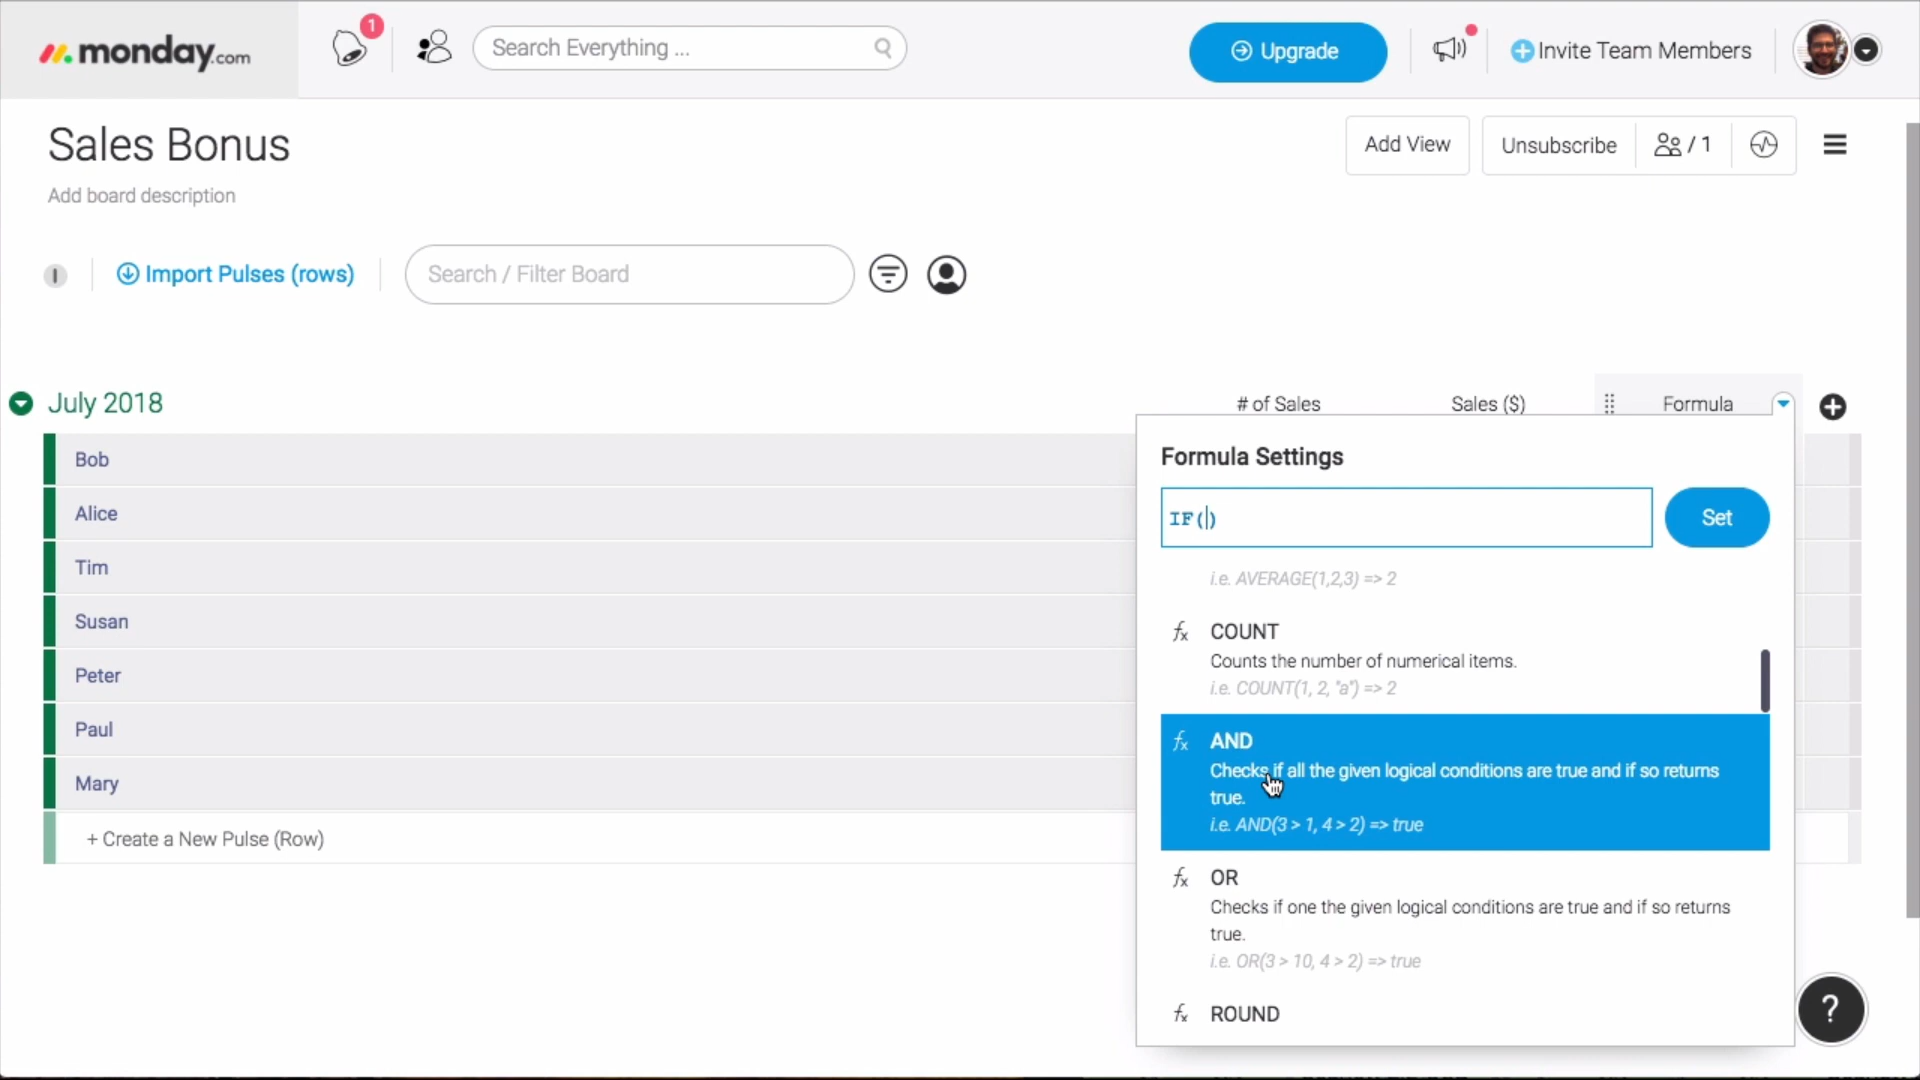 monday.com
1
Search Everything ...
Upgrade
Invite Team Members
Sales Bonus
Add View
Unsubscribe
/ 1
Add board description
Import Pulses (rows)
Search / Filter Board
July 2018
# of Sales
Sales ($)
Formula
Bob
Alice
Tim
Susan
Peter
Paul
Mary
+ Create a New Pulse (Row)
Formula Settings
IF()
Set
i.e. AVERAGE(1,2,3) => 2
fx COUNT
Counts the number of numerical items.
i.e. COUNT(1, 2, "a") => 2
fx AND
Checks if all the given logical conditions are true and if so returns
true.
i.e. AND(3 > 1, 4 > 2) => true
fx OR
Checks if one the given logical conditions are true and if so returns
true.
i.e. OR(3 > 10, 4 > 2) => true
fx ROUND
?